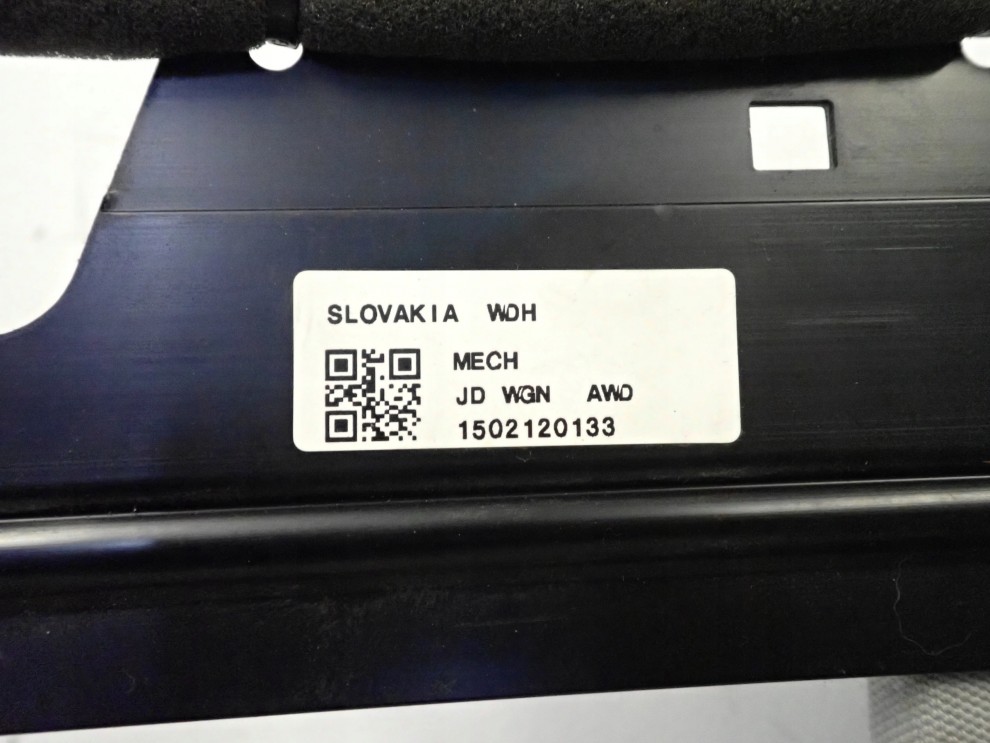 SLOVAKIA WDH
MECH
JD WGN AWD
1502120133